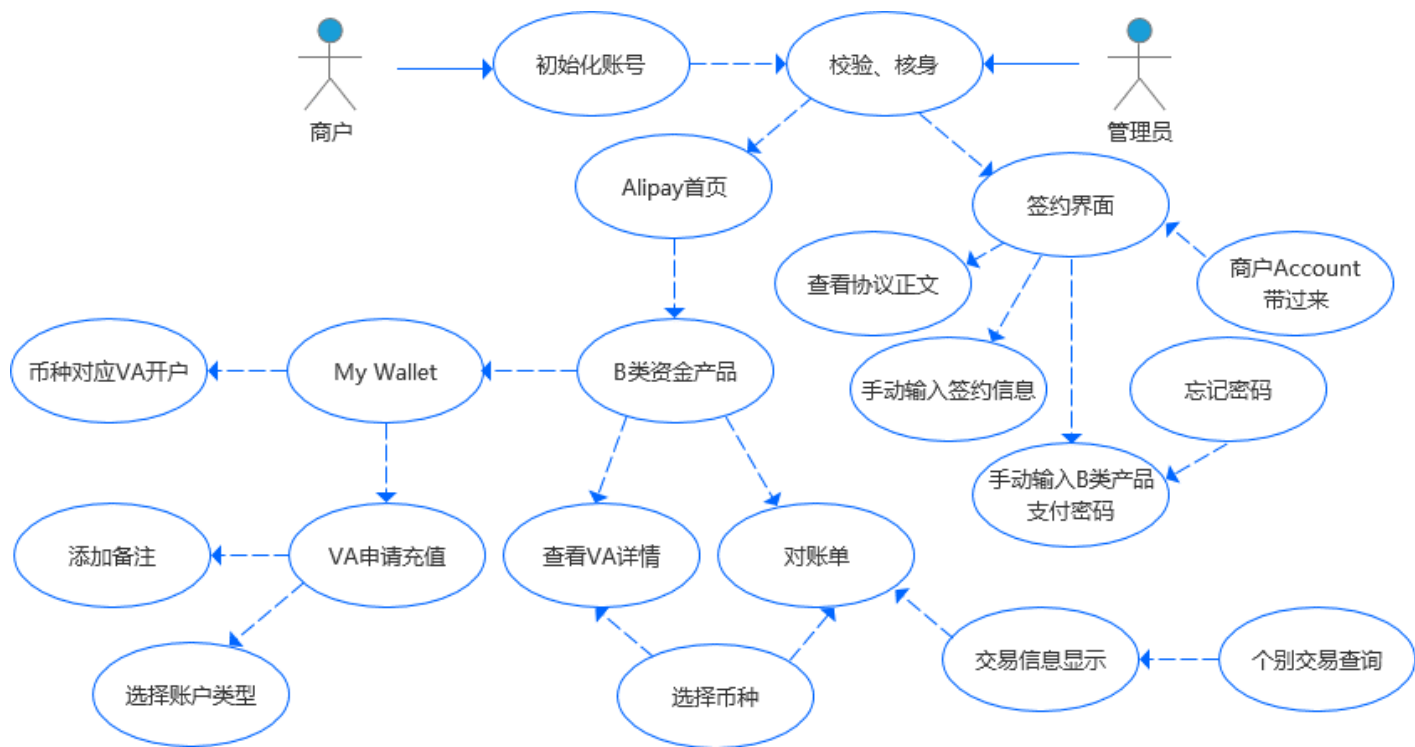 初始化账号
校验、核身
商户
管理员
Alipay首页
签约界面
查看协议正文
商户Account
带过来
币种对应VA开户
My Wallet
B类资金产品
手动输入签约信息
忘记密码
手动输入B类产品
支付密码
添加备注
VA申请充值
查看VA详情
对账单
选择账户类型
选择币种
交易信息显示
个别交易查询